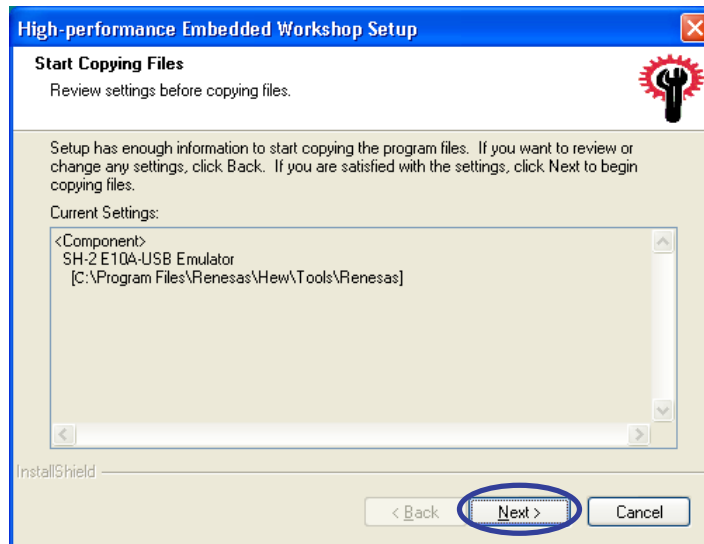 High-performance Embedded Workshop Setup
Start Copying Files
Review settings before copying files.
Setup has enough information to start copying the program files. If you want to review or
change any settings, click Back. If you are satisfied with the settings, click Next to begin
copying files.
Current Settings:
<Component>
SH-2 E10A-USB Emulator
[C:\Program Files\Renesas\Hew\Tools\Renesas]
InstallShield
< Back
Next >
Cancel